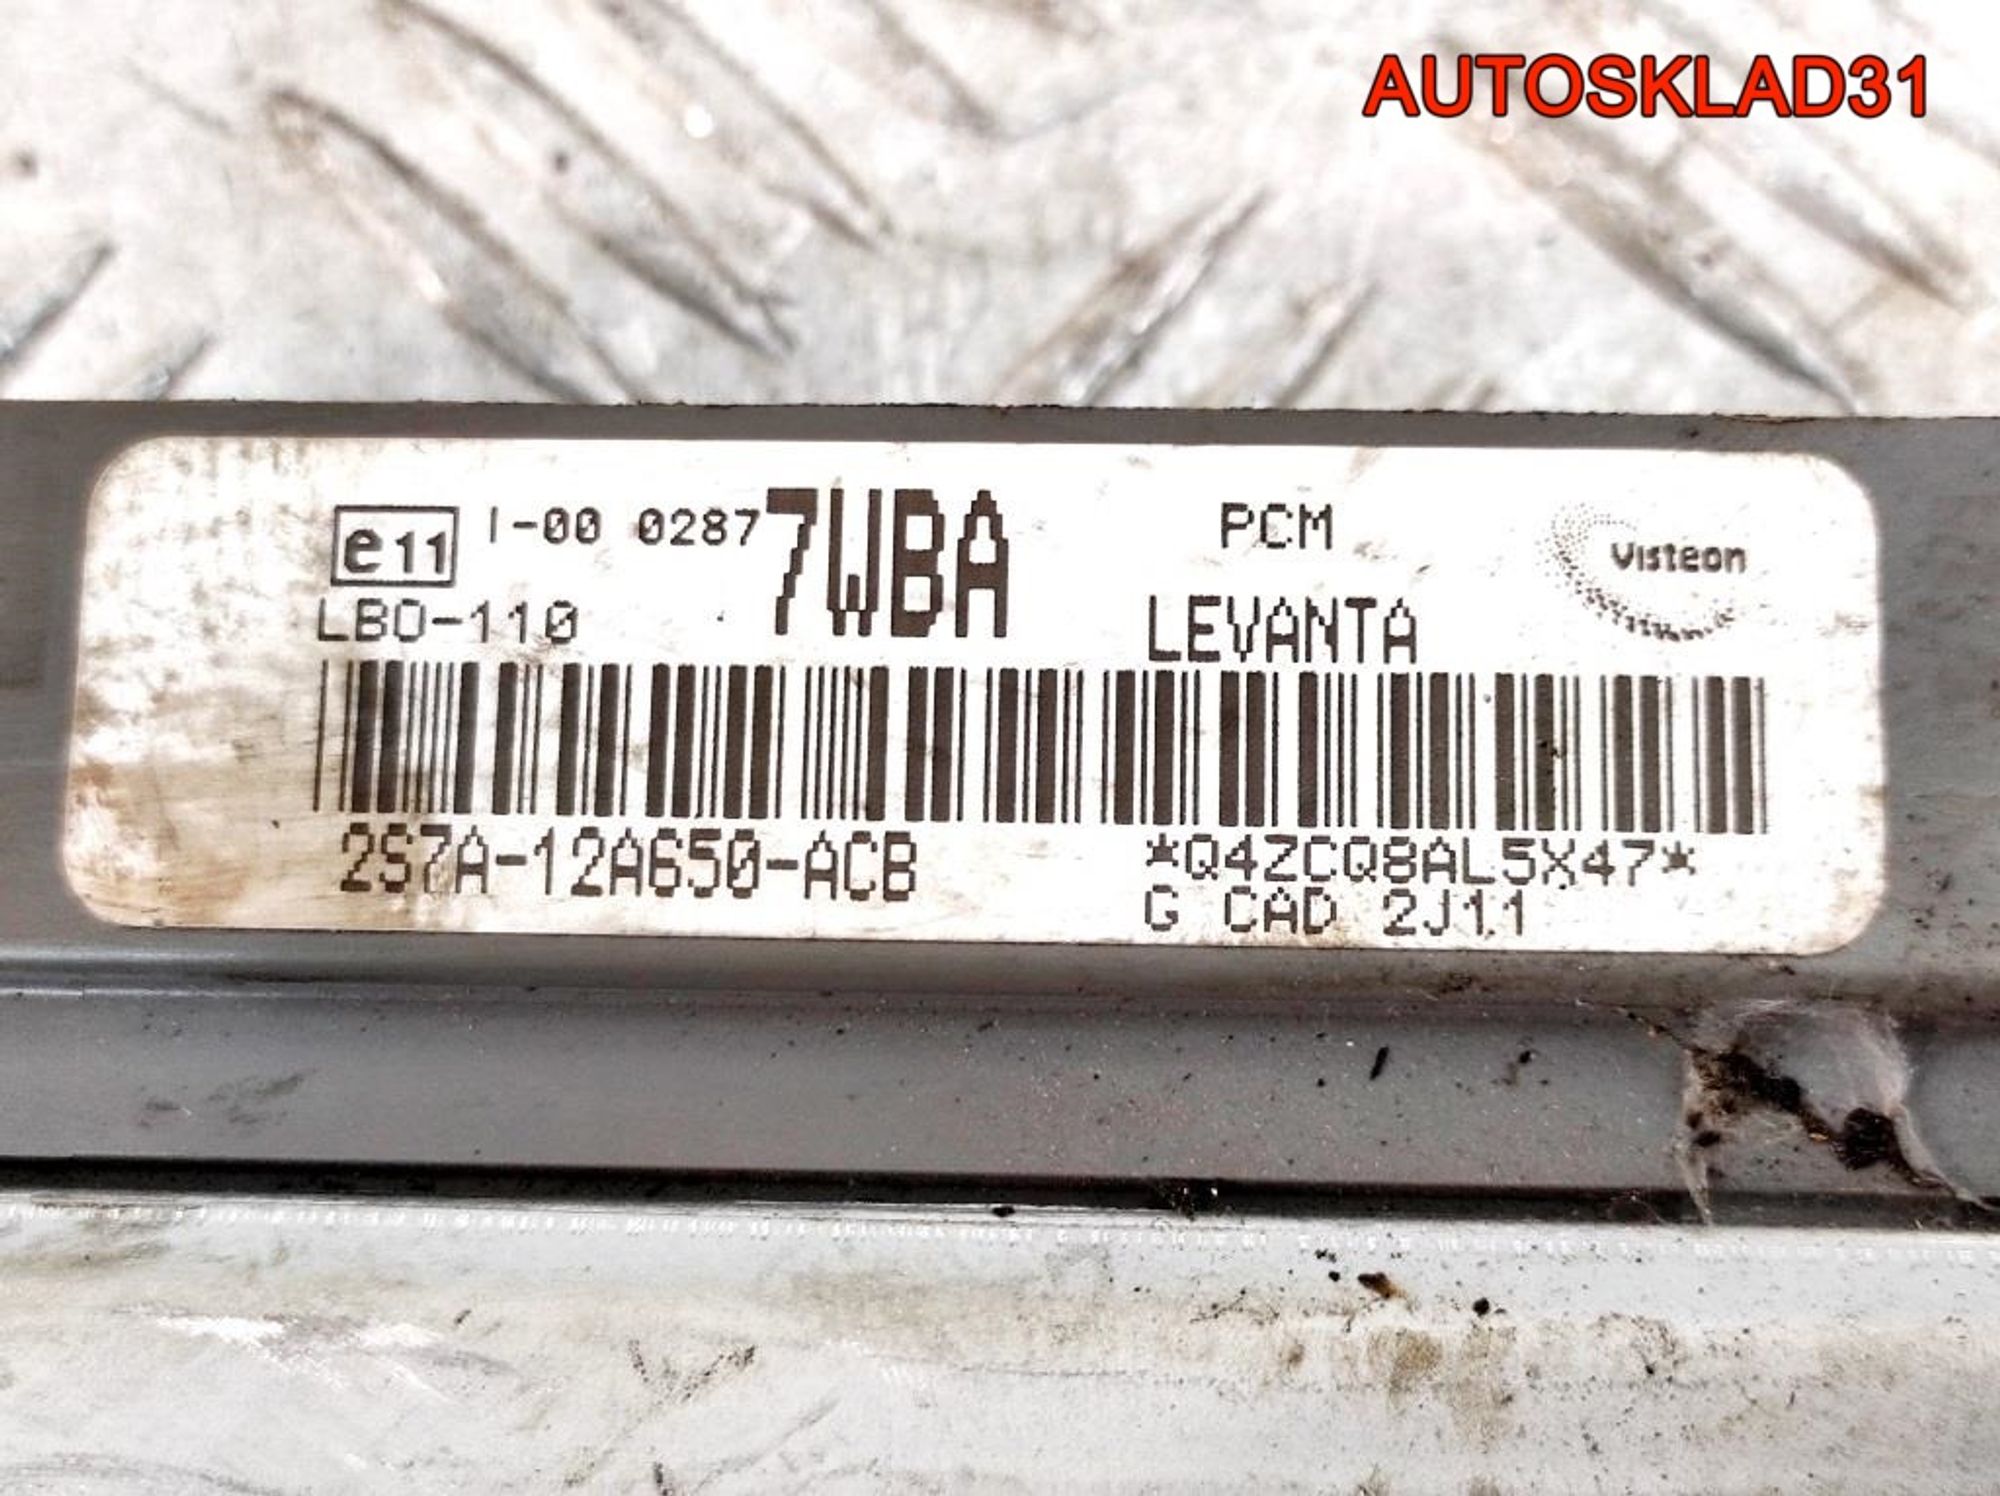 AUTOSKLAD31
e11 I-00 0287 7WBA PCM Visteon
LBO-110 LEVANTA
2S7A-12A650-ACB *Q4ZCQ8AL5X47*
G CAD 2J11